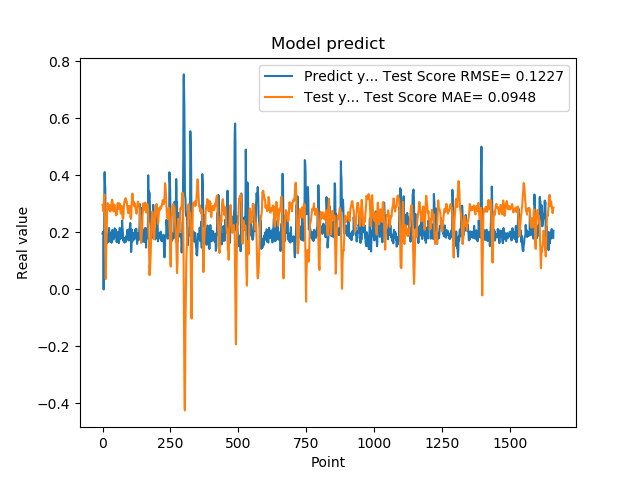 Model predict
Predict y... Test Score RMSE= 0.1227
Test y... Test Score MAE= 0.0948
0.8
0.6
0.4
0.2
0.0
−0.2
−0.4
Real value
0 250 500 750 1000 1250 1500
Point